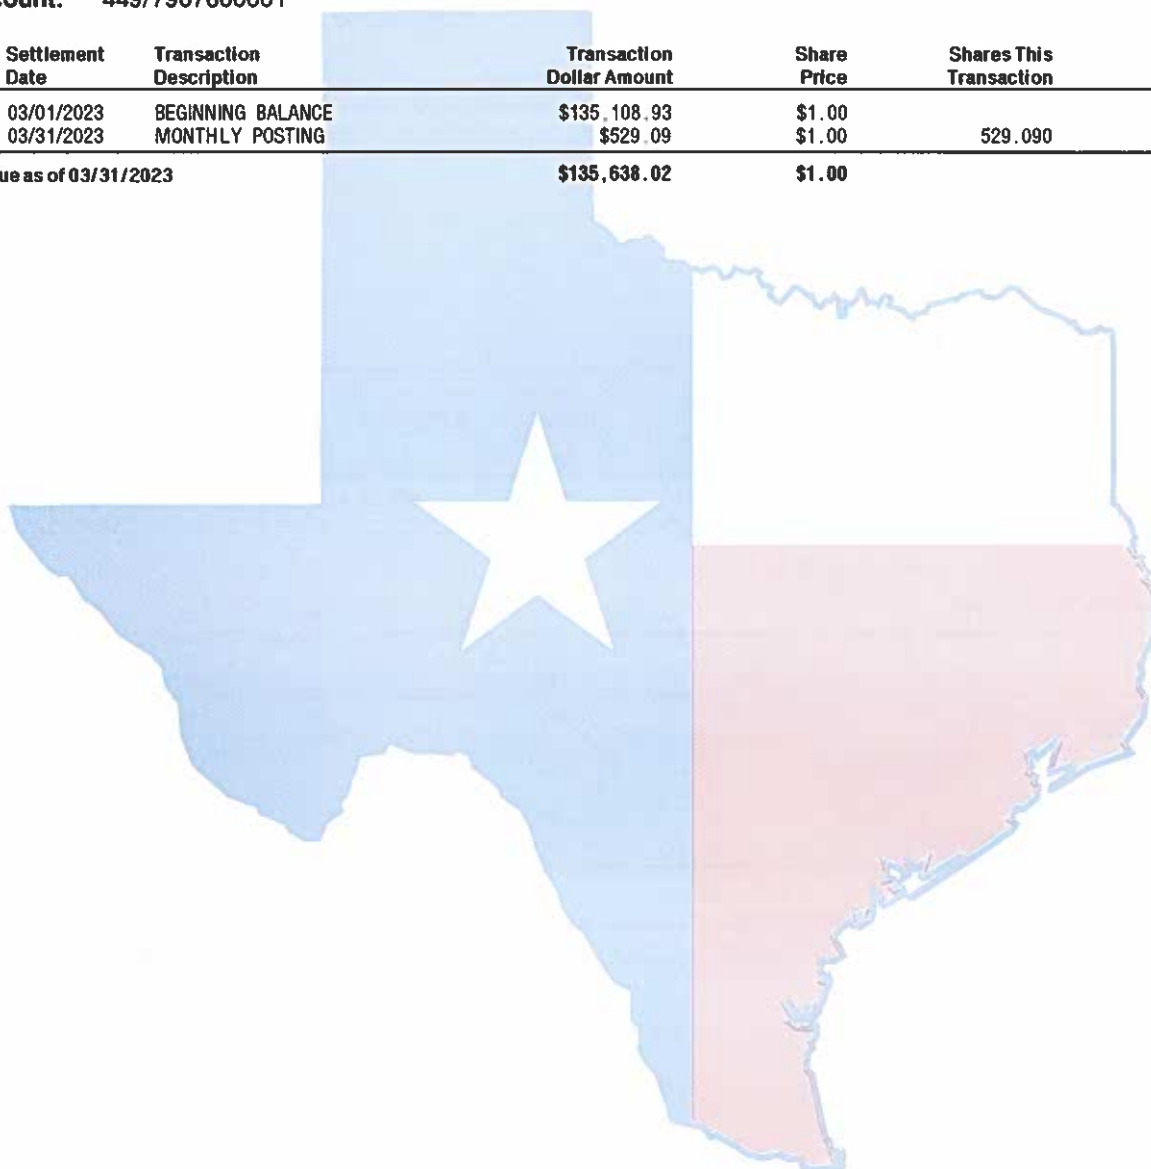 449/7907600001
Settlement Transaction Transaction Share Shares This
Date Description Dollar Amount Price Transaction
03/01/2023 BEGINNING BALANCE $135,108.93 $1.00
03/31/2023 MONTHLY POSTING $529.09 $1.00 529.090
as of 03/31/2023 $135,638.02 $1.00